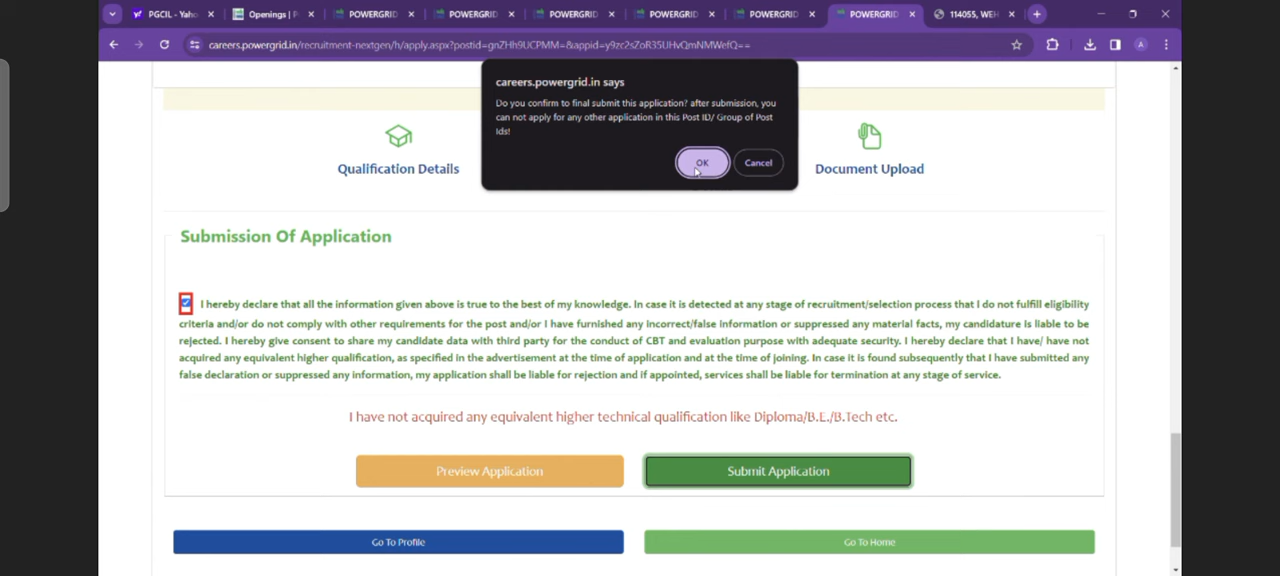 PGCIL - Yaho
Openings | P
POWERGRID
POWERGRID
POWERGRID
POWERGRID
POWERGRID
POWERGRID
114055, WEH
careers.powergrid.in/recruitment-nextgen/h/apply.aspx?postid=gnZHh9UCPMM=&appid=y9zc2sZoR35UHvQmNMWefQ==
A
careers.powergrid.in says
Do you confirm to final submit this application? after submission, you
can not apply for any other application in this Post ID/ Group of Post
Ids!
OK
Cancel
Qualification Details
Document Upload
Submission Of Application
I hereby declare that all the information given above is true to the best of my knowledge. In case it is detected at any stage of recruitment/selection process that I do not fulfill eligibility
criteria and/or do not comply with other requirements for the post and/or I have furnished any incorrect/false information or suppressed any material facts, my candidature is liable to be
rejected. I hereby give consent to share my candidate data with third party for the conduct of CBT and evaluation purpose with adequate security. I hereby declare that I have/ have not
acquired any equivalent higher qualification, as specified in the advertisement at the time of application and at the time of joining. In case it is found subsequently that I have submitted any
false declaration or suppressed any information, my application shall be liable for rejection and if appointed, services shall be liable for termination at any stage of service.
I have not acquired any equivalent higher technical qualification like Diploma/B.E./B.Tech etc.
Preview Application
Submit Application
Go To Profile
Go To Home